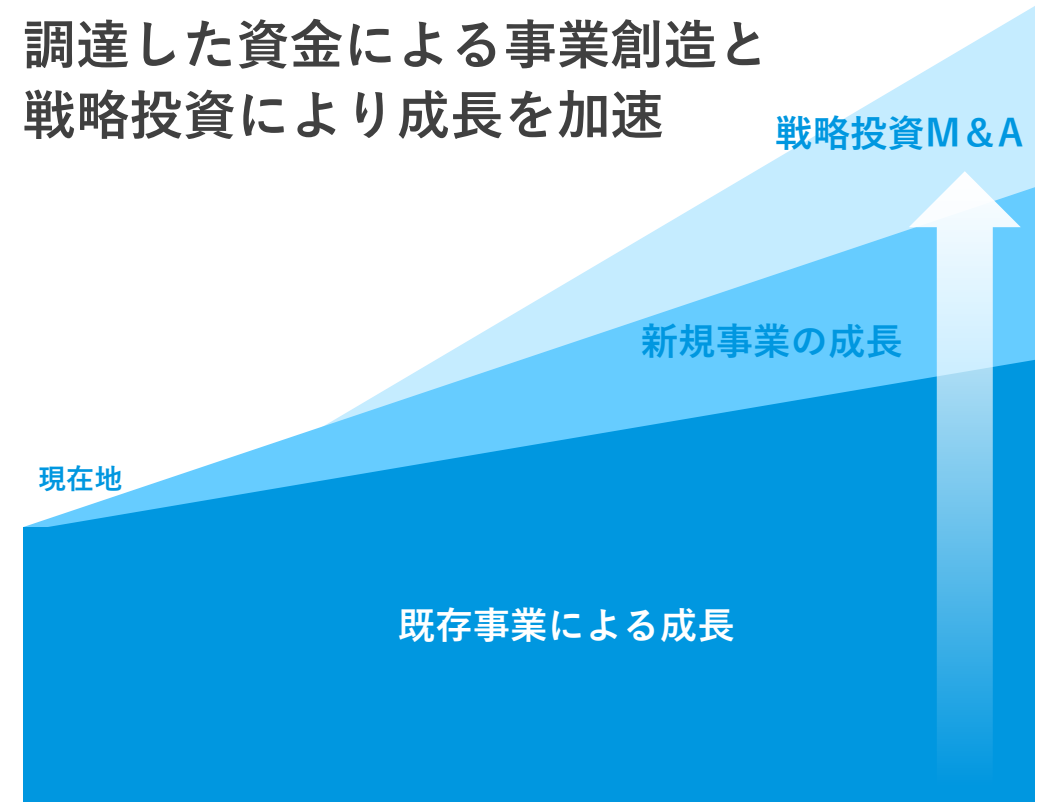 調達した資金による事業創造と
戦略投資により成長を加速
戦略投資M&A
新規事業の成長
現在地
既存事業による成長